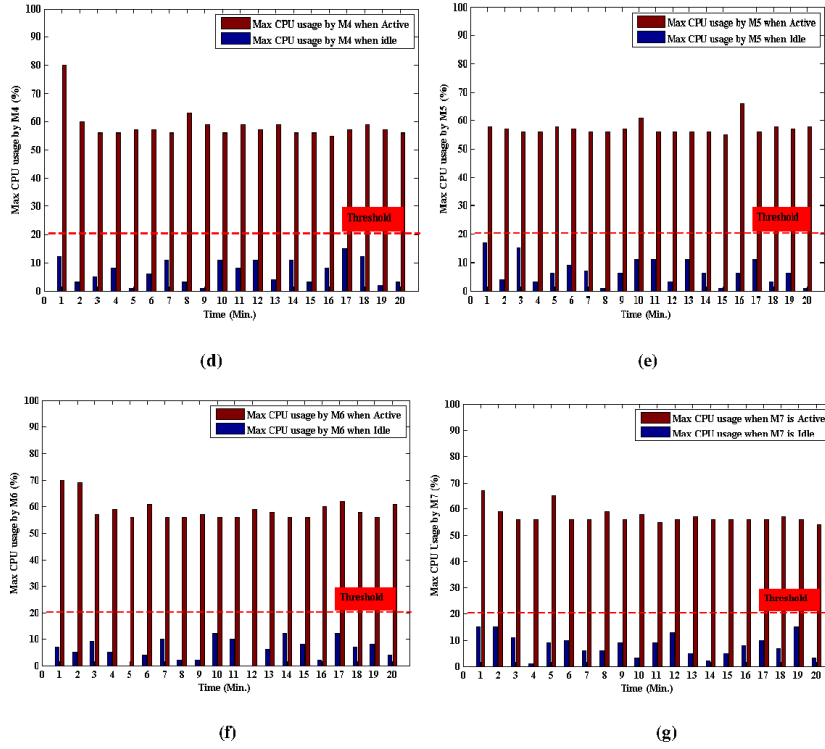 Max CPU usage by M4 when Active
Max CPU usage by M4 when idle
Max CPU usage by M4 (%)
100
90
80
70
60
50
40
30
20
10
0
Threshold
0 1 2 3 4 5 6 7 8 9 10 11 12 13 14 15 16 17 18 19 20
Time (Min.)
(d)
Max CPU usage by M5 when Active
Max CPU usage by M5 when Idle
Max CPU usage by M5 (%)
100
90
80
70
60
50
40
30
20
10
0
Threshold
0 1 2 3 4 5 6 7 8 9 10 11 12 13 14 15 16 17 18 19 20
Time (Min.)
(e)
Max CPU usage by M6 when Active
Max CPU usage by M6 when Idle
Max CPU usage by M6 (%)
100
90
80
70
60
50
40
30
20
10
0
Threshold
0 1 2 3 4 5 6 7 8 9 10 11 12 13 14 15 16 17 18 19 20
Time (Min.)
(f)
Max CPU usage when M7 is Active
Max CPU usage when M7 is Idle
Max CPU Usage by M7 (%)
100
90
80
70
60
50
40
30
20
10
0
Threshold
0 1 2 3 4 5 6 7 8 9 10 11 12 13 14 15 16 17 18 19 20
Time (Min.)
(g)